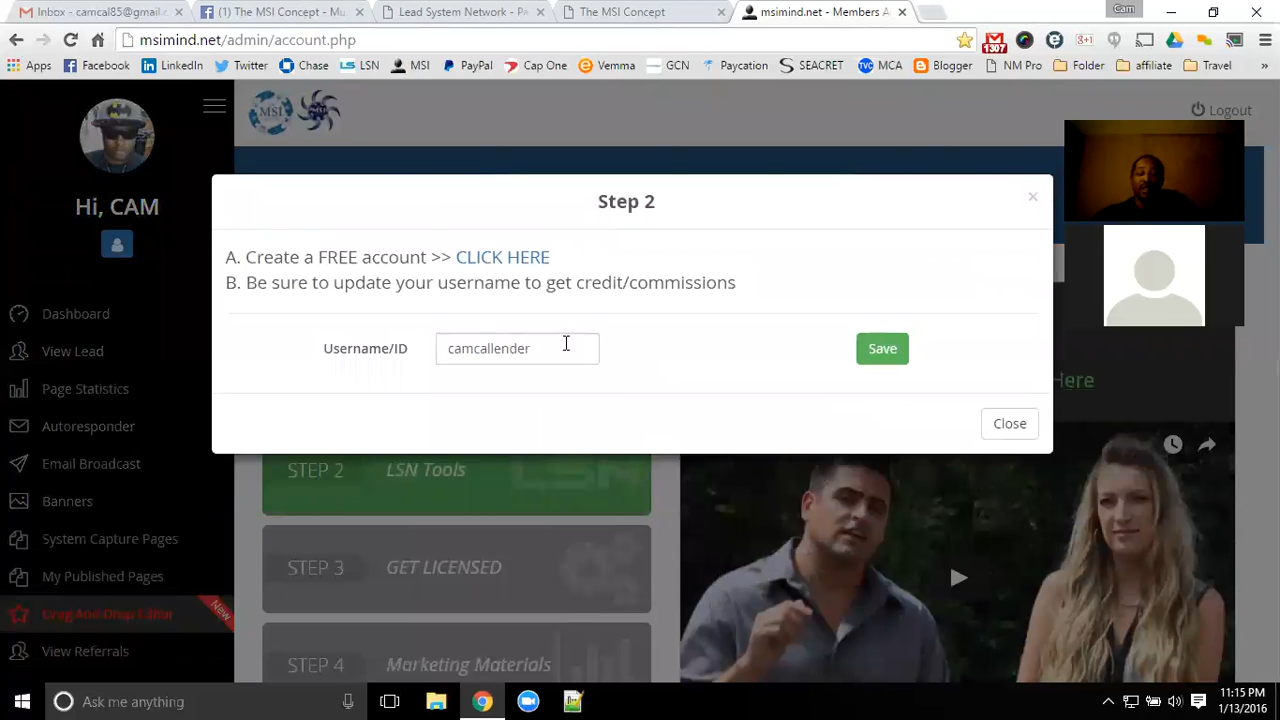 Inbox - camcal85@gmail.c
(1) The MSI Concept - Mu
Lead System Network - Pa
The MSI Concept
msimind.net - Members A
Cam
msimind.net/admin/account.php
1307
Apps Facebook LinkedIn Twitter Chase LSN MSI PayPal Cap One Vemma GCN Paycation SEACRET MCA Blogger NM Pro Folder affiliate Travel »
MSI
Logout
Hi, CAM
Step 2
×
A. Create a FREE account >> CLICK HERE
B. Be sure to update your username to get credit/commissions
Username/ID camcallender Save
Close
Here
Dashboard
View Lead
Page Statistics
Autoresponder
Email Broadcast
Banners
System Capture Pages
My Published Pages
Drag And Drop Editor New
View Referrals
STEP 2 LSN Tools LSN
STEP 3 GET LICENSED
STEP 4 Marketing Materials
Ask me anything
11:15 PM
1/13/2016